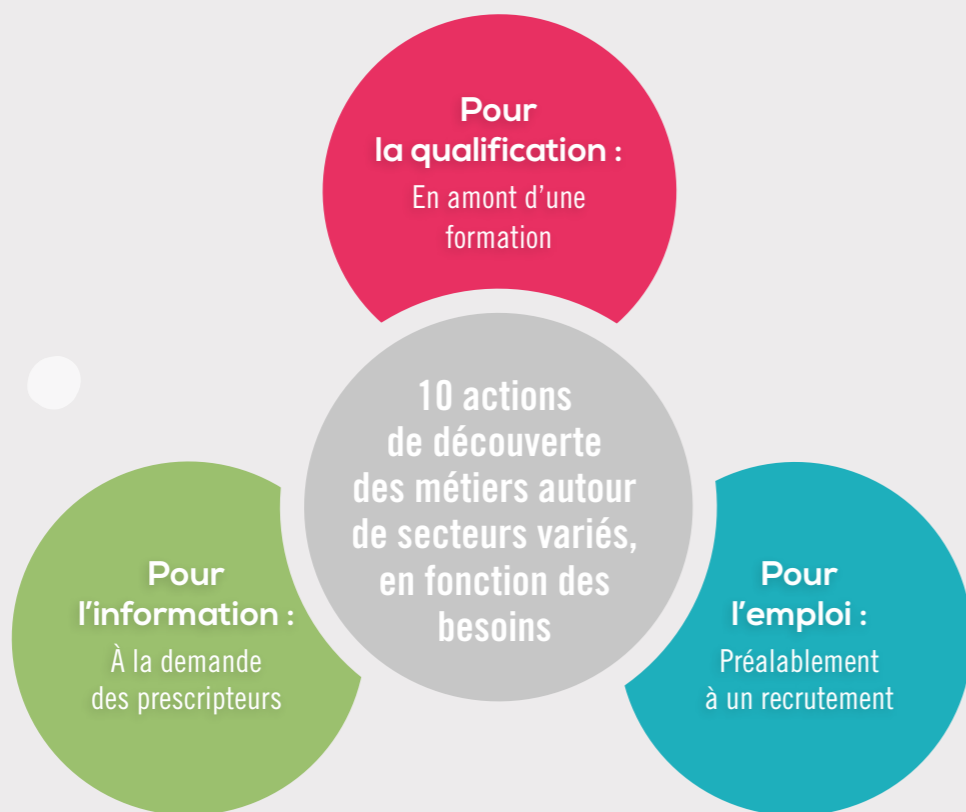 Pour
la qualification :
En amont d’une
formation
10 actions
de découverte
des métiers autour
de secteurs variés,
en fonction des
besoins
Pour
l’information :
À la demande
des prescripteurs
Pour
l’emploi :
Préalablement
à un recrutement